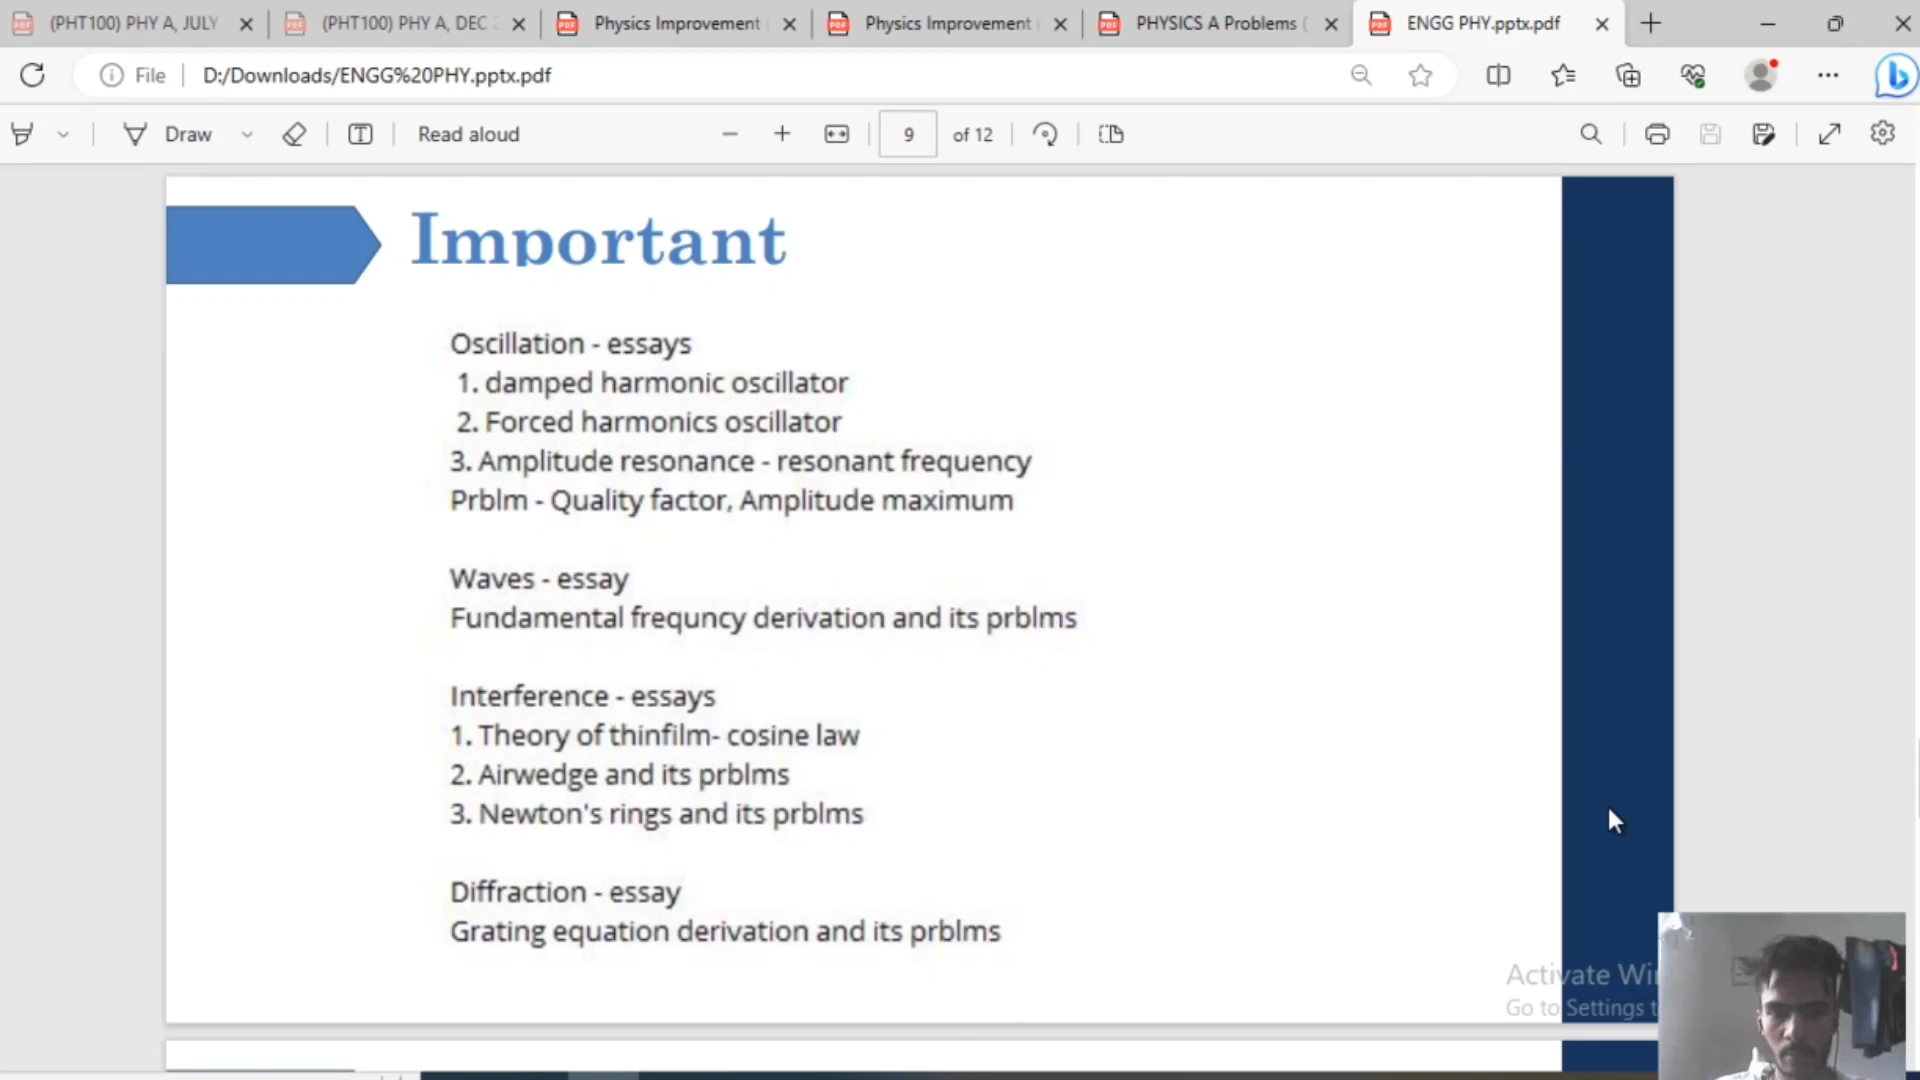 (PHT100) PHY A, JULY
(PHT100) PHY A, DEC 2
Physics Improvement (
Physics Improvement (
PHYSICS A Problems (
ENGG PHY.pptx.pdf
File
D:/Downloads/ENGG%20PHY.pptx.pdf
Draw
Read aloud
9 of 12
Important
Oscillation - essays
1. damped harmonic oscillator
2. Forced harmonics oscillator
3. Amplitude resonance - resonant frequency
Prblm - Quality factor, Amplitude maximum
Waves - essay
Fundamental frequncy derivation and its prblms
Interference - essays
1. Theory of thinfilm- cosine law
2. Airwedge and its prblms
3. Newton's rings and its prblms
Diffraction - essay
Grating equation derivation and its prblms
Activate Wi
Go to Settings t